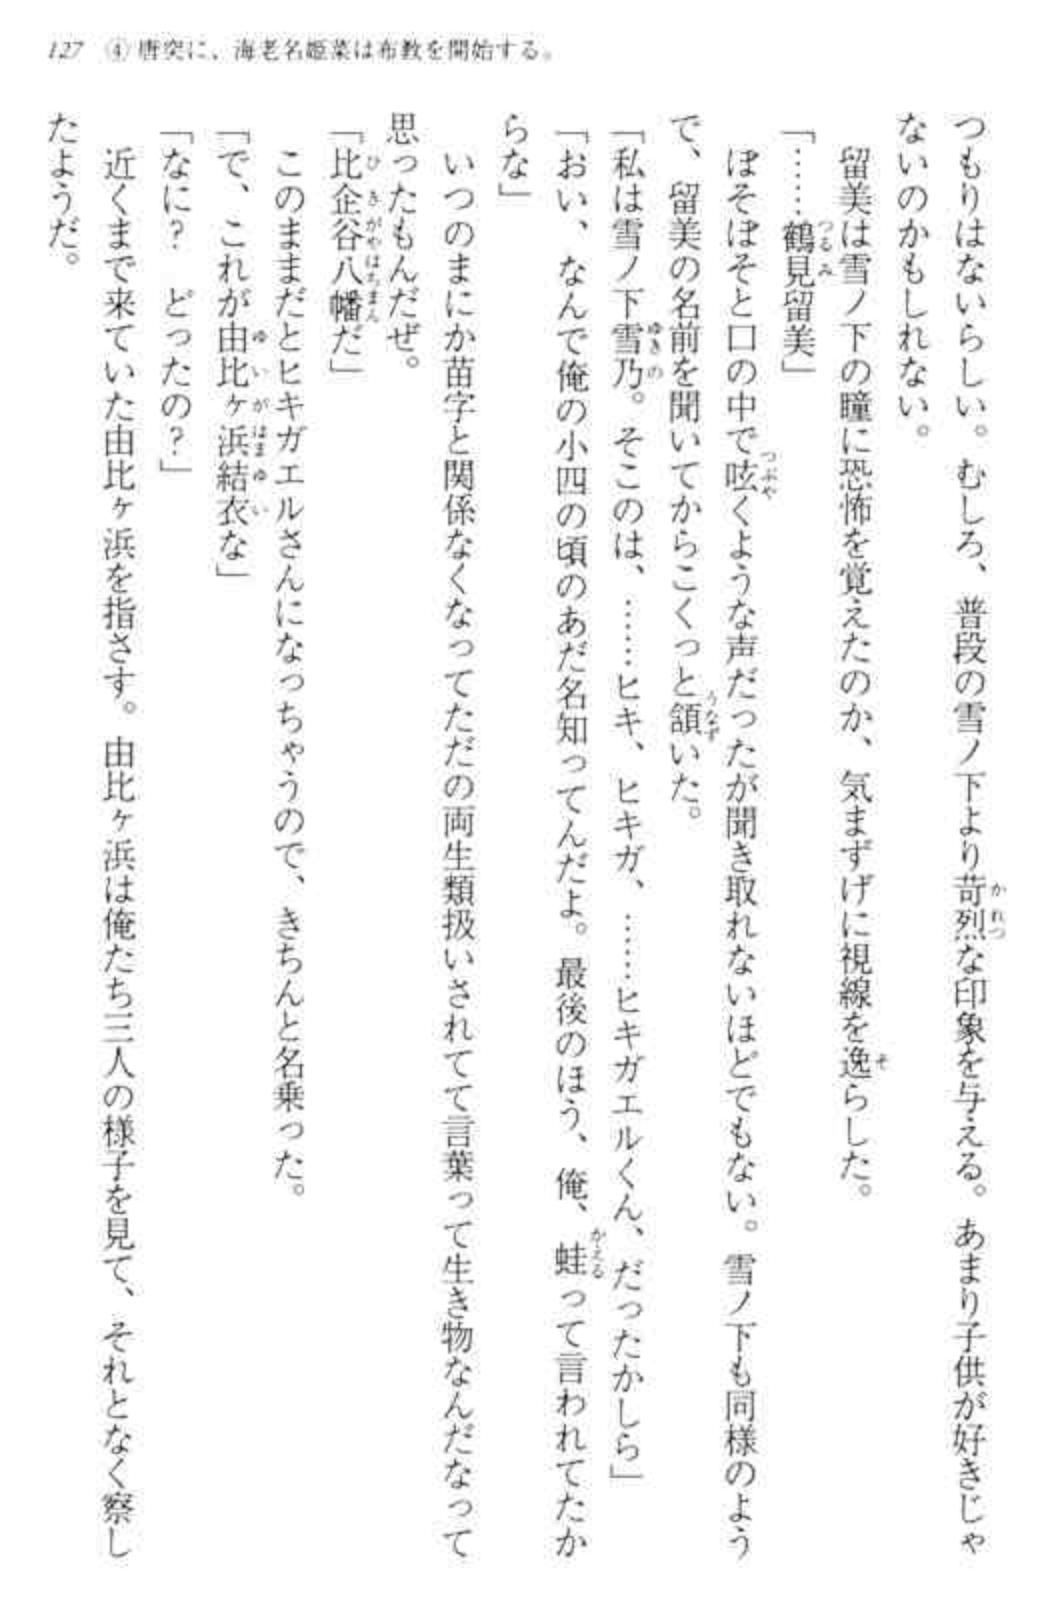 127　④唐突に、海老名姫菜は布教を開始する。
つもりはないらしい。むしろ、普段の雪ノ下より苛烈な印象を与える。あまり子供が好きじゃ
ないのかもしれない。
　留美は雪ノ下の瞳に恐怖を覚えたのか、気まずげに視線を逸らした。
「……鶴見留美」
　ぼそぼそと口の中で呟くような声だったが聞き取れないほどでもない。雪ノ下も同様のよう
で、留美の名前を聞いてからこくっと頷いた。
「私は雪ノ下雪乃。そこのは、……ヒキ、ヒキガ、……ヒキガエルくん、だったかしら」
「おい、なんで俺の小四の頃のあだ名知ってんだよ。最後のほう、俺、蛙って言われてたか
らな」
　いつのまにか苗字と関係なくなってただの両生類扱いされてて言葉って生き物なんだなって
思ったもんだぜ。
「比企谷八幡だ」
　このままだとヒキガエルさんになっちゃうので、きちんと名乗った。
「で、これが由比ヶ浜結衣な」
「なに？　どったの？」
　近くまで来ていた由比ヶ浜を指さす。由比ヶ浜は俺たち三人の様子を見て、それとなく察し
たようだ。